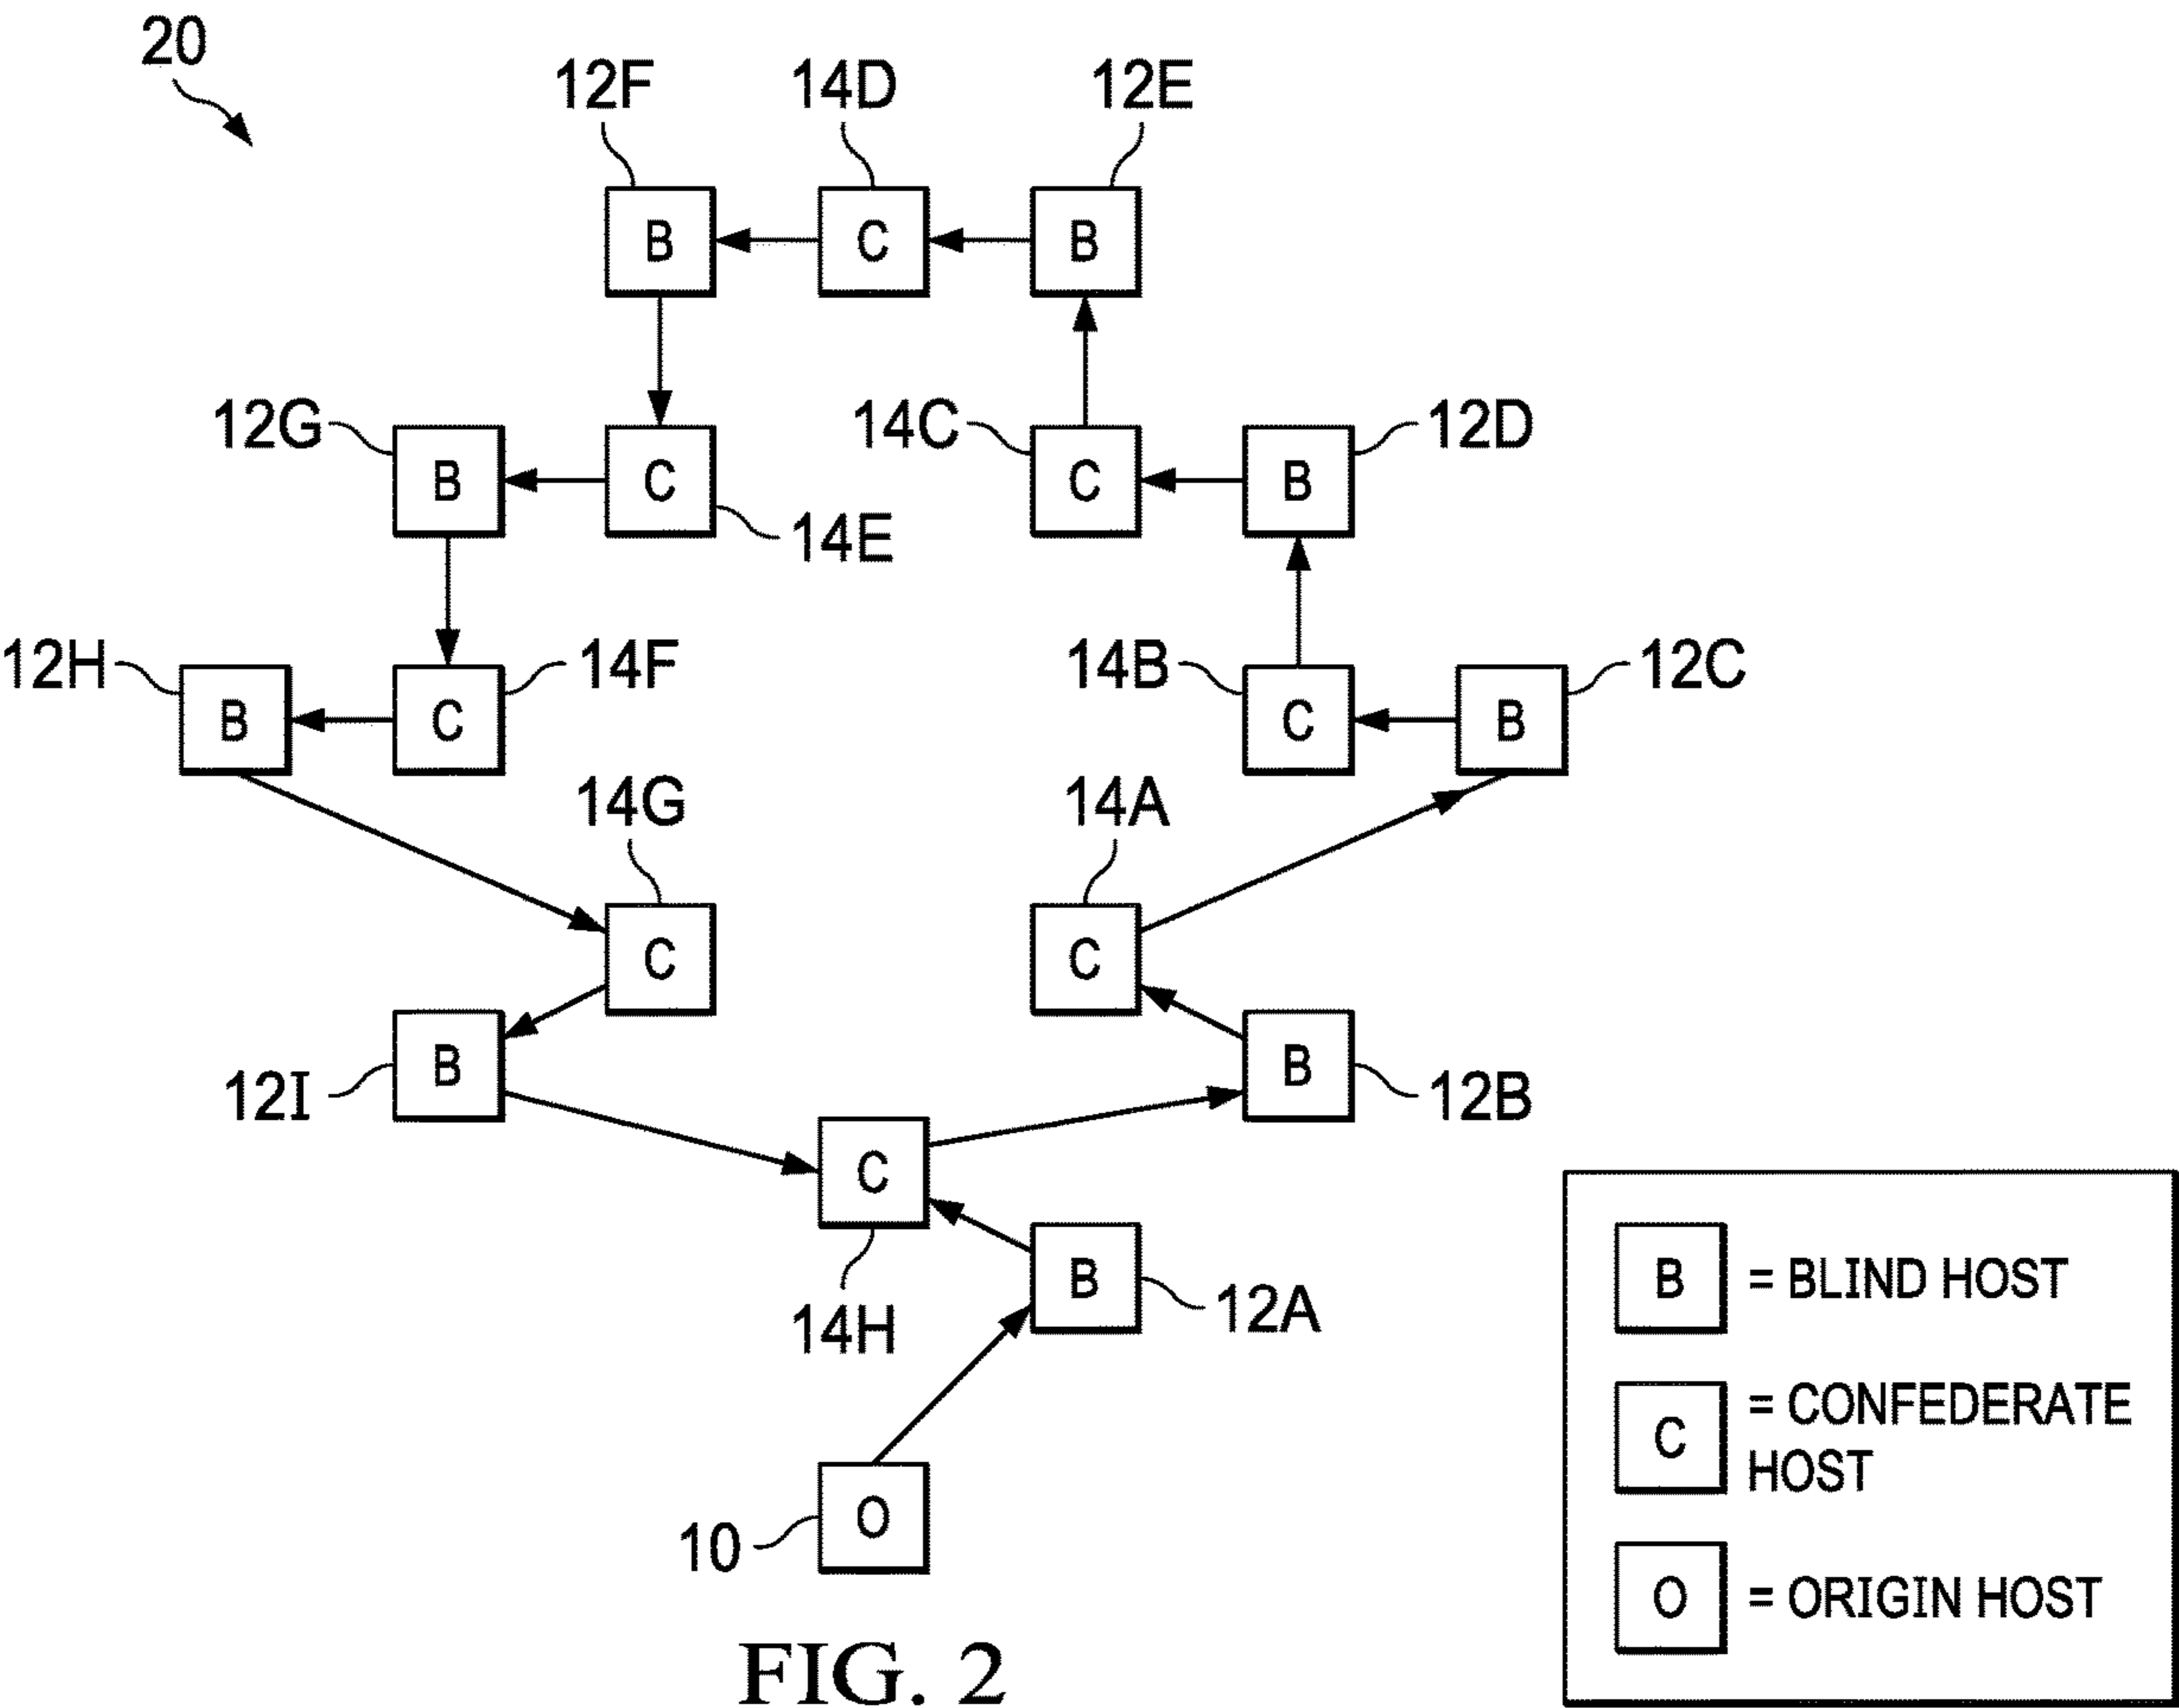 20
12F 14D 12E
B C B
12G 14C 12D
B C C B
14E
12H 14F 14B 12C
B C C B
14G 14A
C C
B B
12I 12B
C
B = BLIND HOST
14H 12A
C = CONFEDERATE
HOST
10 O
O = ORIGIN HOST
B
FIG. 2